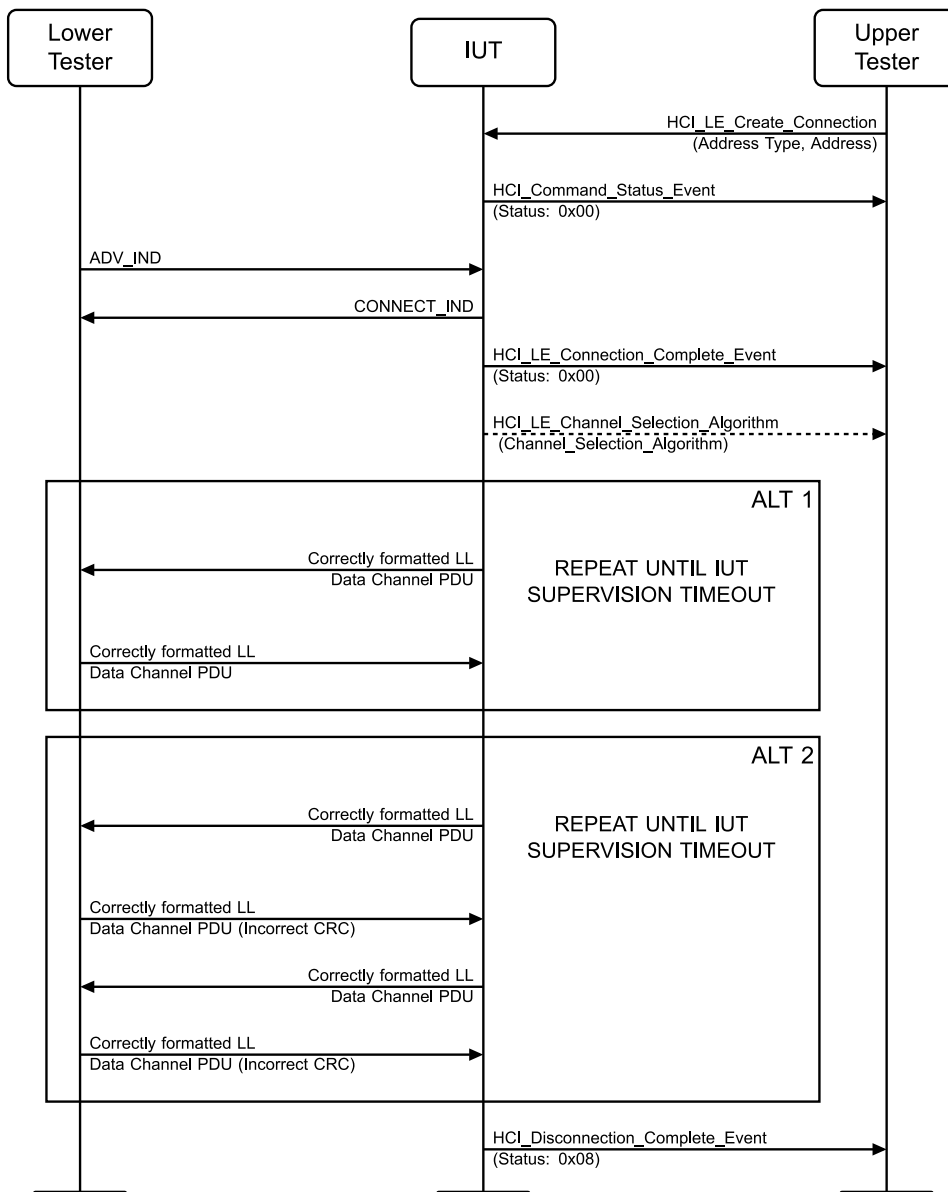 Lower
Tester
IUT
Upper
Tester
HCI_LE_Create_Connection
(Address Type, Address)
HCI_Command_Status_Event
(Status: 0x00)
ADV_IND
CONNECT_IND
HCI_LE_Connection_Complete_Event
(Status: 0x00)
HCI_LE_Channel_Selection_Algorithm
(Channel_Selection_Algorithm)
ALT 1
Correctly formatted LL
Data Channel PDU
REPEAT UNTIL IUT
SUPERVISION TIMEOUT
Correctly formatted LL
Data Channel PDU
ALT 2
Correctly formatted LL
Data Channel PDU
REPEAT UNTIL IUT
SUPERVISION TIMEOUT
Correctly formatted LL
Data Channel PDU (Incorrect CRC)
Correctly formatted LL
Data Channel PDU
Correctly formatted LL
Data Channel PDU (Incorrect CRC)
HCI_Disconnection_Complete_Event
(Status: 0x08)